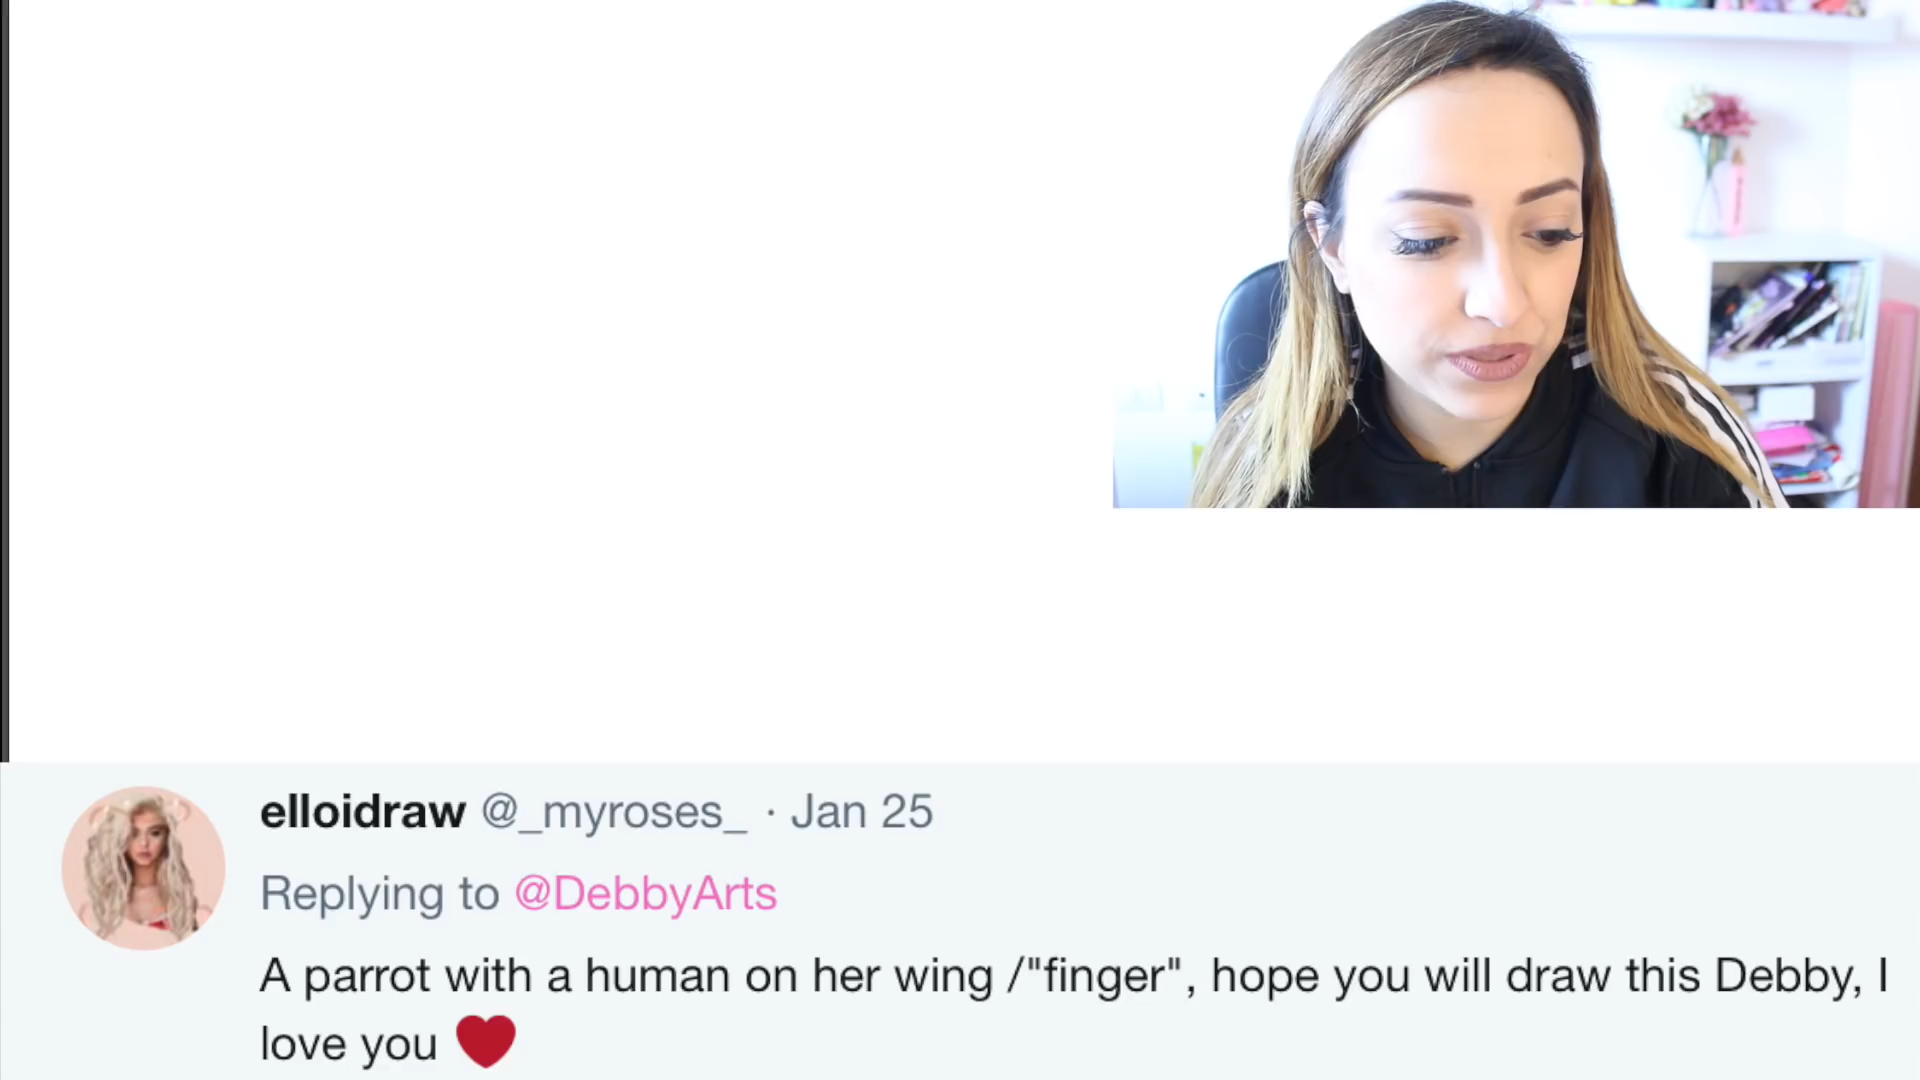 elloidraw @_myroses_ · Jan 25
Replying to @DebbyArts
A parrot with a human on her wing /"finger", hope you will draw this Debby, I
love you ❤️